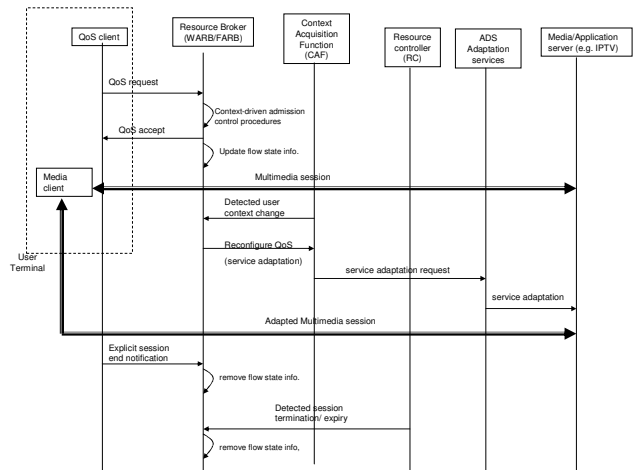 QoS client
Resource Broker
(WARB/FARB)
Context
Acquisition
Function
(CAF)
Resource
controller
(RC)
ADS
Adaptation
services
Media/Application
server (e.g. IPTV)
QoS request
Context-driven admission
control procedures
QoS accept
Update flow state info.
Media
client
Multimedia session
Detected user
context change
Reconfigure QoS
(service adaptation)
User
Terminal
service adaptation request
service adaptation
Adapted Multimedia session
Explicit session
end notification
remove flow state info.
Detected session
termination/ expiry
remove flow state info,